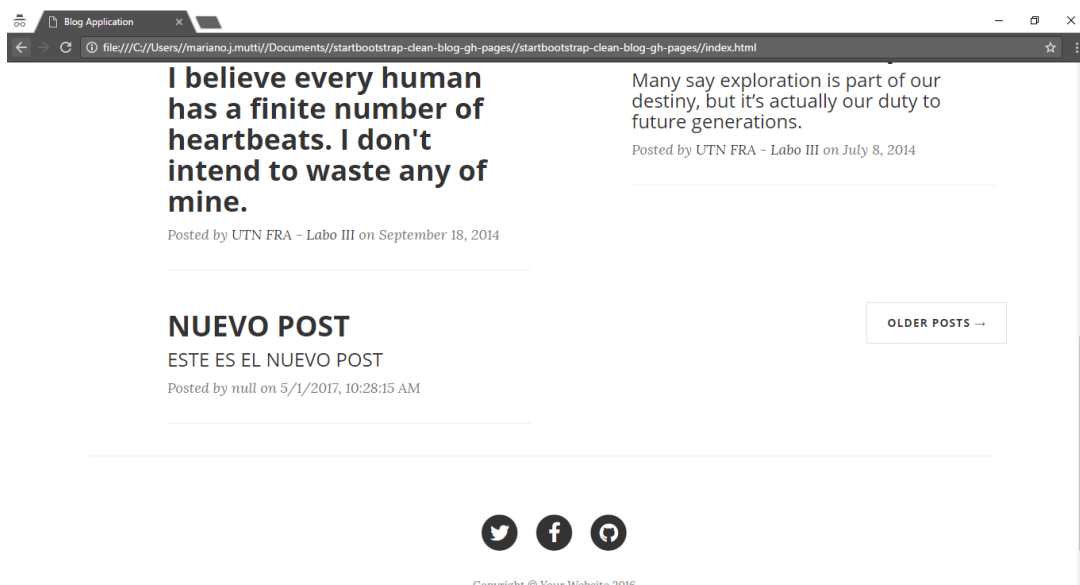 Blog Application
file:///C://Users//mariano.j.mutti//Documents//startbootstrap-clean-blog-gh-pages//startbootstrap-clean-blog-gh-pages//index.html
I believe every human
has a finite number of
heartbeats. I don't
intend to waste any of
mine.
Posted by UTN FRA - Labo III on September 18, 2014
Many say exploration is part of our
destiny, but it’s actually our duty to
future generations.
Posted by UTN FRA - Labo III on July 8, 2014
NUEVO POST
ESTE ES EL NUEVO POST
Posted by null on 5/1/2017, 10:28:15 AM
OLDER POSTS →
Copyright © Your Website 2016